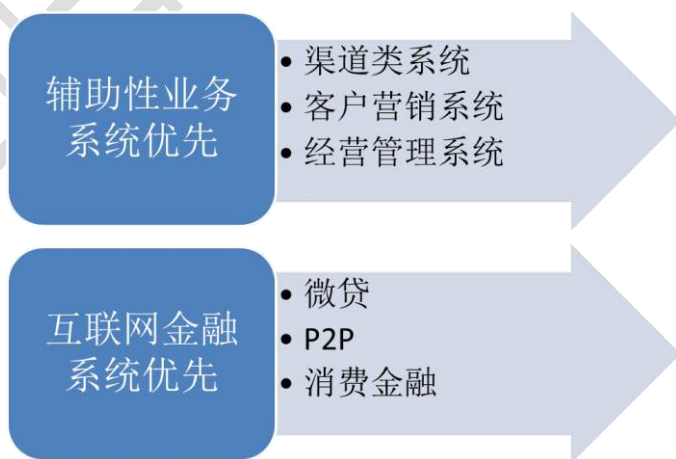 辅助性业务
系统优先
• 渠道类系统
• 客户营销系统
• 经营管理系统
互联网金融
系统优先
• 微贷
• P2P
• 消费金融